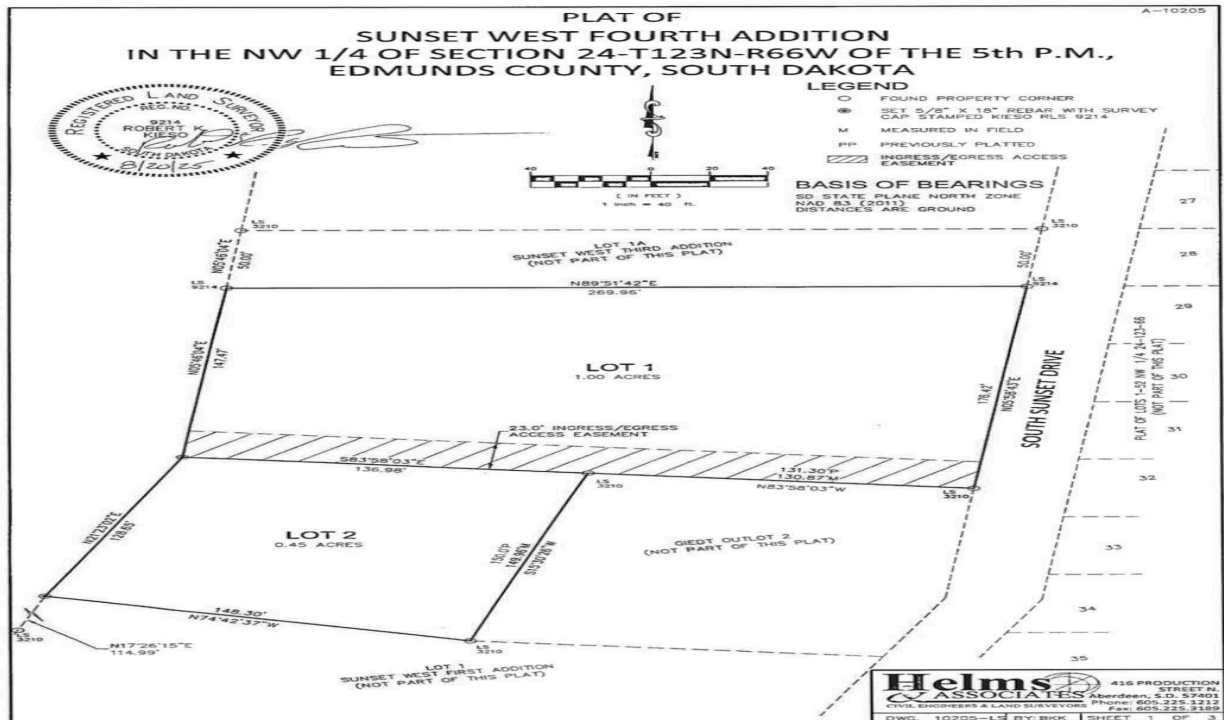 A-10205
PLAT OF
SUNSET WEST FOURTH ADDITION
IN THE NW 1/4 OF SECTION 24-T123N-R66W OF THE 5th P.M.,
EDMUNDS COUNTY, SOUTH DAKOTA
REGISTERED LAND SURVEYOR
REG. NO.
9214
ROBERT K.
KIESO
SOUTH DAKOTA
8/20/25
LEGEND
FOUND PROPERTY CORNER
SET 5/8" X 18" REBAR WITH SURVEY
CAP STAMPED KIESO RLS 9214
M MEASURED IN FIELD
PP PREVIOUSLY PLATTED
INGRESS/EGRESS ACCESS
EASEMENT
40 0 20 40
( IN FEET )
1 inch = 40 ft.
BASIS OF BEARINGS
SD STATE PLANE NORTH ZONE
NAD 83 (2011)
DISTANCES ARE GROUND
LS
3210
LS
3210
N05°46'04"E
50.00'
LOT 1A
SUNSET WEST THIRD ADDITION
(NOT PART OF THIS PLAT)
50.00'
LS
9214
LS
9214
N89°51'42"E
269.96'
N05°46'04"E
147.47'
LOT 1
1.00 ACRES
176.42'
N05°58'43"E
SOUTH SUNSET DRIVE
PLAT OF LOTS 1-52 NW 1/4 24-123-66
(NOT PART OF THIS PLAT)
27
28
29
30
31
32
33
34
35
23.0' INGRESS/EGRESS
ACCESS EASEMENT
S83°58'03"E
136.98'
131.30'P
130.87'M
N83°58'03"W
LS
3210
LS
3210
N21°23'02"E
128.65'
LOT 2
0.45 ACRES
150.0'P
149.96'M
S15°30'26"W
GIEDT OUTLOT 2
(NOT PART OF THIS PLAT)
148.30'
N74°42'37"W
LS
3210
N17°26'15"E
114.99'
LS
3210
LOT 1
SUNSET WEST FIRST ADDITION
(NOT PART OF THIS PLAT)
Helms
& ASSOCIATES
CIVIL ENGINEERS & LAND SURVEYORS
416 PRODUCTION
STREET N.
Aberdeen, S.D. 57401
Phone: 605.225.1212
Fax: 605.225.3189
DWG. 10205-LS BY: BKK SHEET 1 OF 2